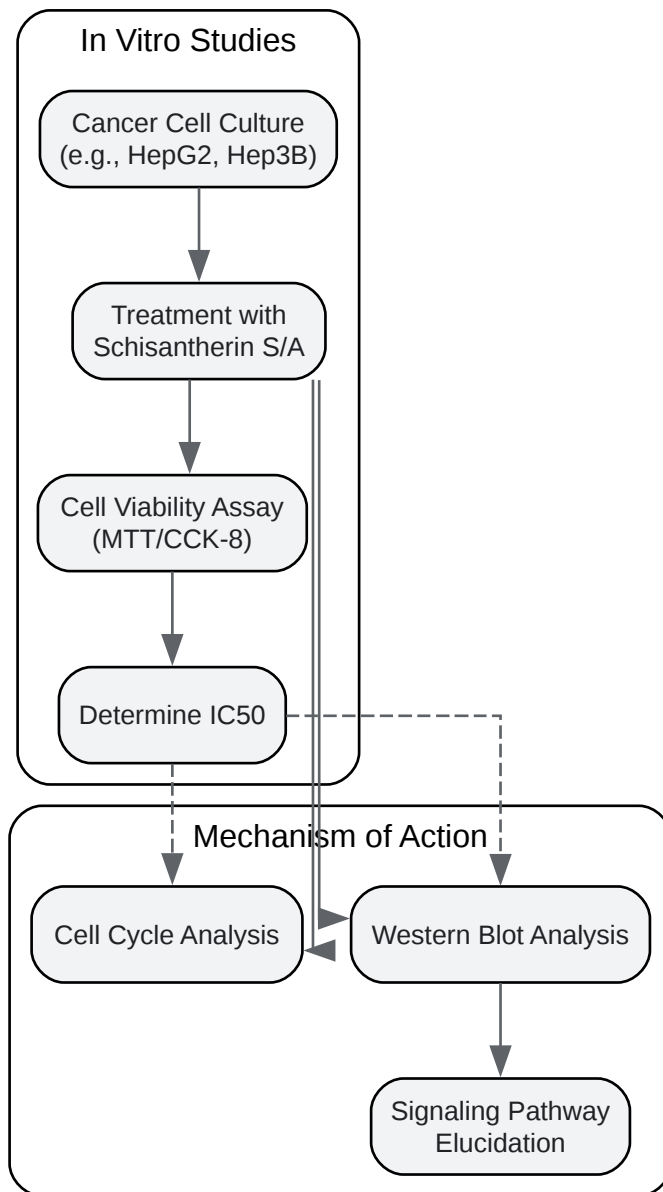 In Vitro Studies
Cancer Cell Culture
(e.g., HepG2, Hep3B)
Treatment with
Schisantherin S/A
Cell Viability Assay
(MTT/CCK-8)
Determine IC50
Mechanism of Action
Cell Cycle Analysis
Western Blot Analysis
Signaling Pathway
Elucidation